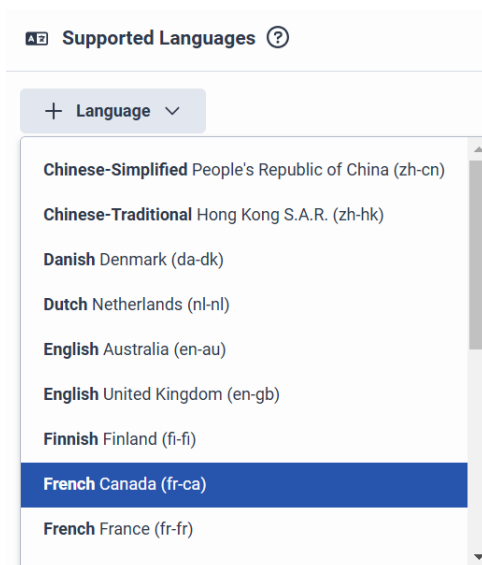 Supported Languages
+ Language
Chinese-Simplified People's Republic of China (zh-cn)
Chinese-Traditional Hong Kong S.A.R. (zh-hk)
Danish Denmark (da-dk)
Dutch Netherlands (nl-nl)
English Australia (en-au)
English United Kingdom (en-gb)
Finnish Finland (fi-fi)
French Canada (fr-ca)
French France (fr-fr)